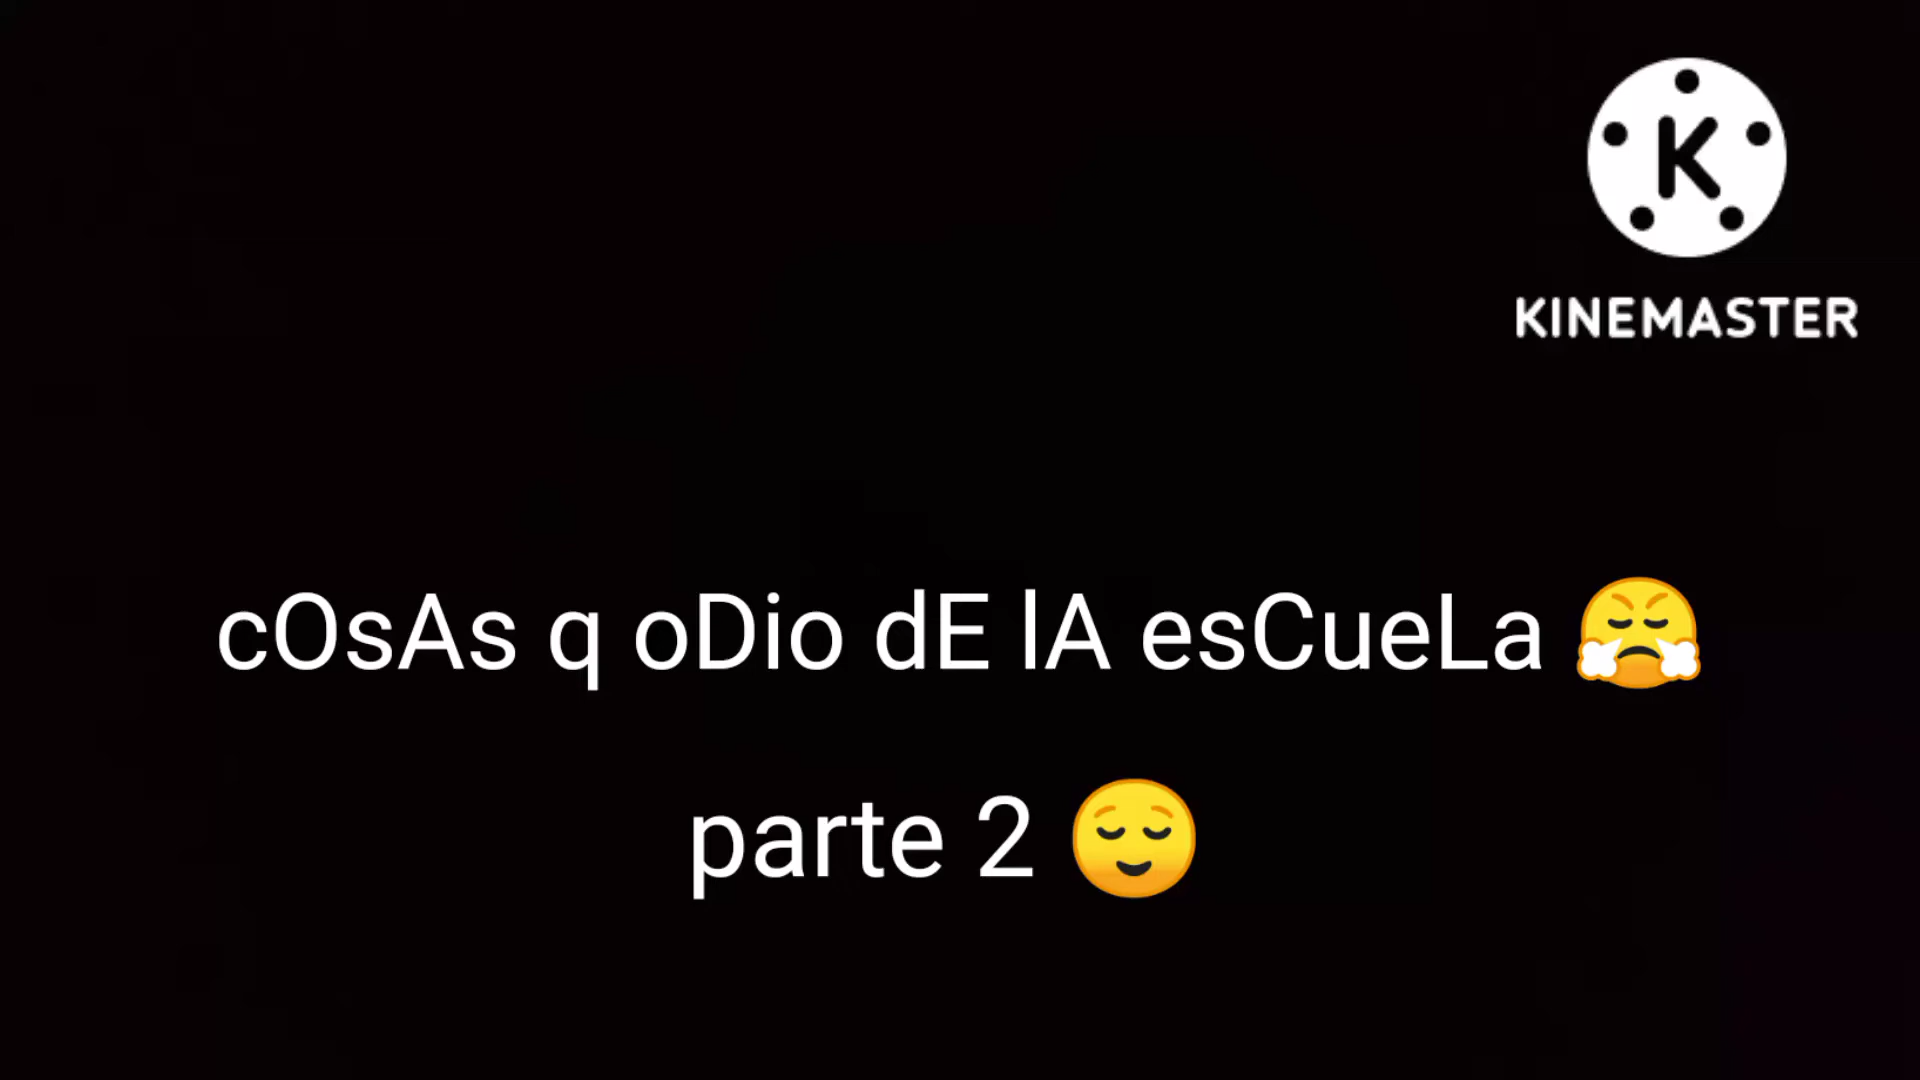 K
KINEMASTER
cOsAs q oDio dE lA esCueLa 😤
parte 2 😌